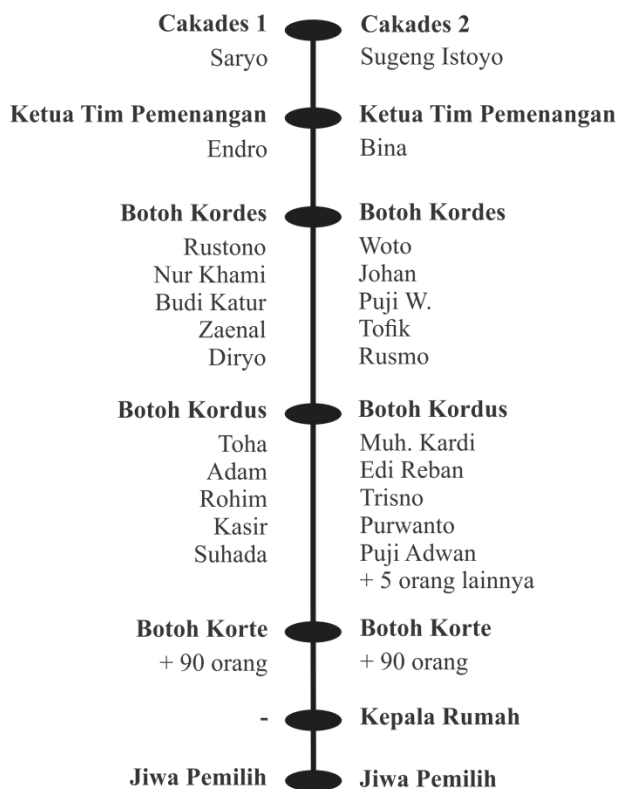 Cakades 1
Saryo
Cakades 2
Sugeng Istoyo
Ketua Tim Pemenangan
Endro
Ketua Tim Pemenangan
Bina
Botoh Kordes
Rustono
Nur Khami
Budi Katur
Zaenal
Diryo
Botoh Kordes
Woto
Johan
Puji W.
Tofik
Rusmo
Botoh Kordus
Toha
Adam
Rohim
Kasir
Suhada
Botoh Kordus
Muh. Kardi
Edi Reban
Trisno
Purwanto
Puji Adwan
+ 5 orang lainnya
Botoh Korte
+ 90 orang
Botoh Korte
+ 90 orang
-
Kepala Rumah
Jiwa Pemilih
Jiwa Pemilih